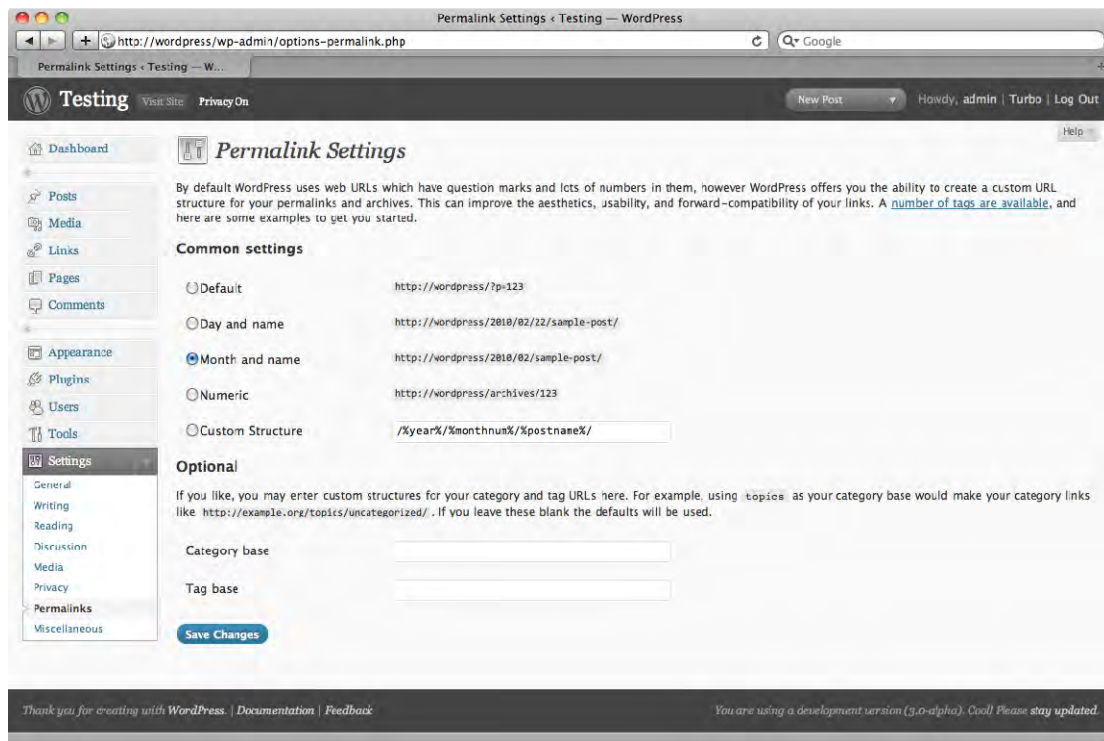 Permalink Settings ‹ Testing — WordPress
http://wordpress/wp-admin/options-permalink.php
Google
Permalink Settings ‹ Testing — W...
Testing Visit Site Privacy On
New Post
Howdy, admin | Turbo | Log Out
Help
Dashboard
Posts
Media
Links
Pages
Comments
Appearance
Plugins
Users
Tools
Settings
General
Writing
Reading
Discussion
Media
Privacy
Permalinks
Miscellaneous
Permalink Settings
By default WordPress uses web URLs which have question marks and lots of numbers in them, however WordPress offers you the ability to create a custom URL
structure for your permalinks and archives. This can improve the aesthetics, usability, and forward-compatibility of your links. A number of tags are available, and
here are some examples to get you started.
Common settings
Default http://wordpress/?p=123
Day and name http://wordpress/2010/02/22/sample-post/
Month and name http://wordpress/2010/02/sample-post/
Numeric http://wordpress/archives/123
Custom Structure /%year%/%monthnum%/%postname%/
Optional
If you like, you may enter custom structures for your category and tag URLs here. For example, using topics as your category base would make your category links
like http://example.org/topics/uncategorized/ . If you leave these blank the defaults will be used.
Category base
Tag base
Save Changes
Thank you for creating with WordPress. | Documentation | Feedback
You are using a development version (3.0-alpha). Cool! Please stay updated.